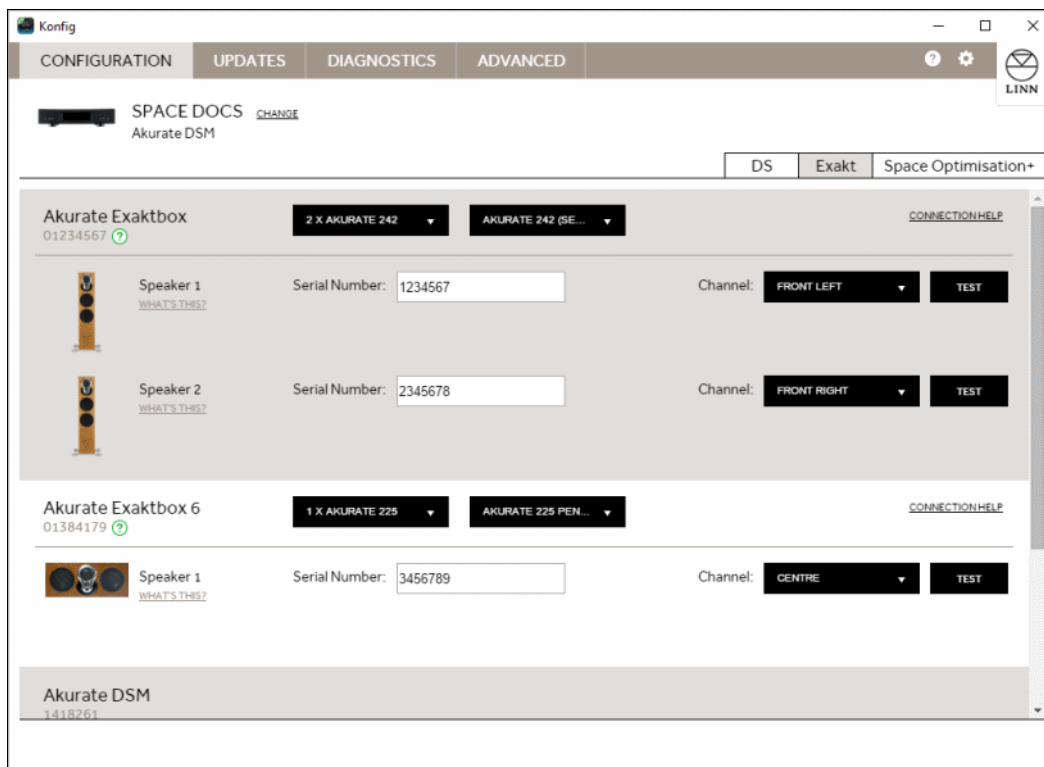 Konfig
CONFIGURATION UPDATES DIAGNOSTICS ADVANCED
LINN
SPACE DOCS CHANGE
Akurate DSM
DS Exakt Space Optimisation+
Akurate Exaktbox 2 X AKURATE 242 AKURATE 242 (SE... CONNECTION HELP
01234567 ?
Speaker 1 Serial Number: 1234567 Channel: FRONT LEFT TEST
WHAT'S THIS?
Speaker 2 Serial Number: 2345678 Channel: FRONT RIGHT TEST
WHAT'S THIS?
Akurate Exaktbox 6 1 X AKURATE 225 AKURATE 225 PEN... CONNECTION HELP
01384179 ?
Speaker 1 Serial Number: 3456789 Channel: CENTRE TEST
WHAT'S THIS?
Akurate DSM
1418261